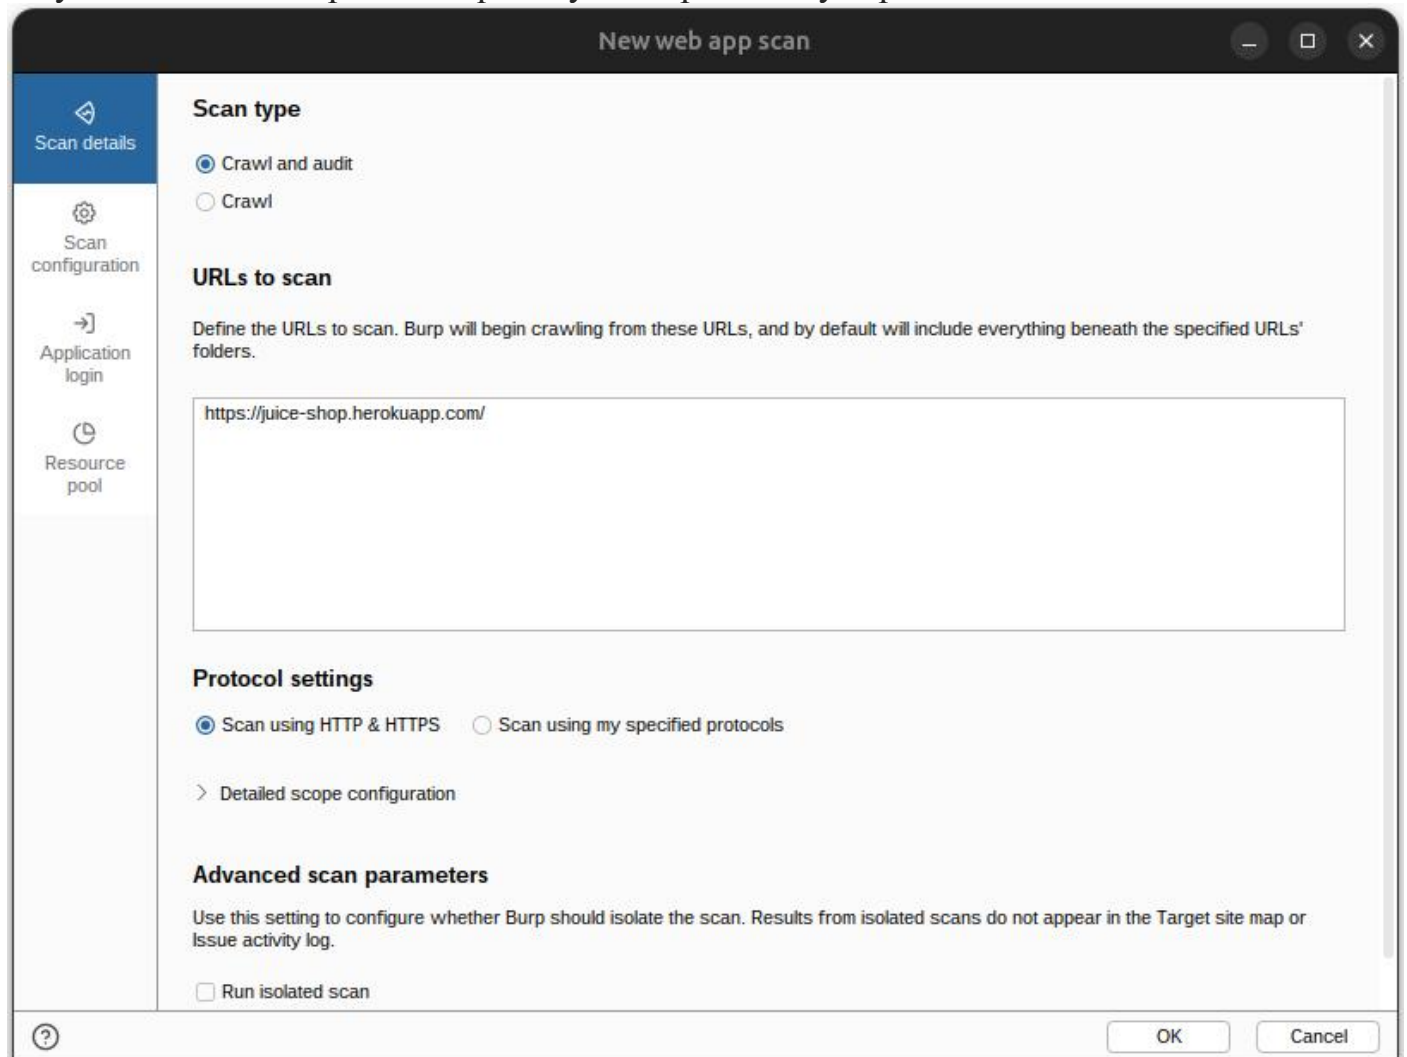 New web app scan
Scan details
Scan
configuration
Application
login
Resource
pool
Scan type
Crawl and audit
Crawl
URLs to scan
Define the URLs to scan. Burp will begin crawling from these URLs, and by default will include everything beneath the specified URLs'
folders.
https://juice-shop.herokuapp.com/
Protocol settings
Scan using HTTP & HTTPS
Scan using my specified protocols
Detailed scope configuration
Advanced scan parameters
Use this setting to configure whether Burp should isolate the scan. Results from isolated scans do not appear in the Target site map or
Issue activity log.
Run isolated scan
OK
Cancel